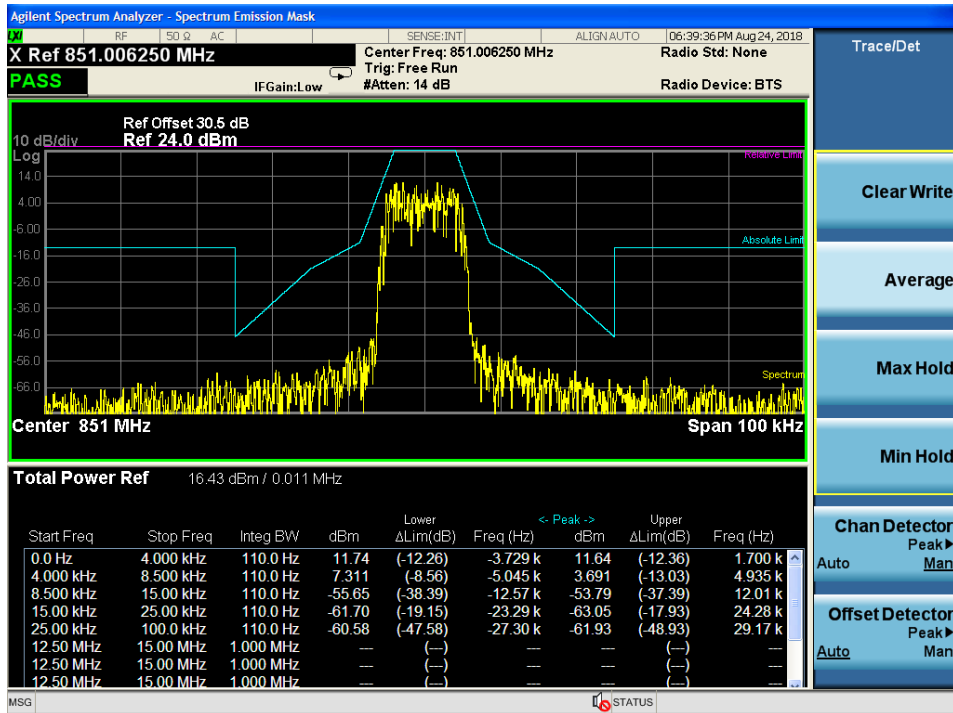 Agilent Spectrum Analyzer - Spectrum Emission Mask
LXI RF 50 Ω AC SENSE:INT ALIGN AUTO 06:39:36 PM Aug 24, 2018
X Ref 851.006250 MHz
Center Freq: 851.006250 MHz
Radio Std: None
Trig: Free Run
PASS
IFGain:Low
#Atten: 14 dB
Radio Device: BTS
Ref Offset 30.5 dB
10 dB/div Ref 24.0 dBm
Log
Relative Limit
14.0
4.00
-6.00
Absolute Limit
-16.0
-26.0
-36.0
-46.0
-56.0
Spectrum
-66.0
Center 851 MHz
Span 100 kHz
Total Power Ref 16.43 dBm / 0.011 MHz
Lower <- Peak -> Upper
Start Freq Stop Freq Integ BW dBm ΔLim(dB) Freq (Hz) dBm ΔLim(dB) Freq (Hz)
0.0 Hz 4.000 kHz 110.0 Hz 11.74 (-12.26) -3.729 k 11.64 (-12.36) 1.700 k
4.000 kHz 8.500 kHz 110.0 Hz 7.311 (-8.56) -5.045 k 3.691 (-13.03) 4.935 k
8.500 kHz 15.00 kHz 110.0 Hz -55.65 (-38.39) -12.57 k -53.79 (-37.39) 12.01 k
15.00 kHz 25.00 kHz 110.0 Hz -61.70 (-19.15) -23.29 k -63.05 (-17.93) 24.28 k
25.00 kHz 100.0 kHz 110.0 Hz -60.58 (-47.58) -27.30 k -61.93 (-48.93) 29.17 k
12.50 MHz 15.00 MHz 1.000 MHz --- (---) --- --- (---) ---
12.50 MHz 15.00 MHz 1.000 MHz --- (---) --- --- (---) ---
12.50 MHz 15.00 MHz 1.000 MHz --- (---) --- --- (---) ---
MSG
STATUS
Trace/Det
Clear Write
Average
Max Hold
Min Hold
Chan Detector
Peak
Auto Man
Offset Detector
Peak
Auto Man